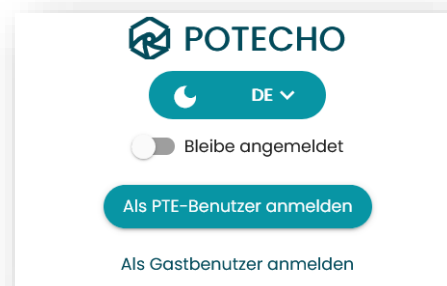 POTECHO
DE
Bleibe angemeldet
Als PTE-Benutzer anmelden
Als Gastbenutzer anmelden